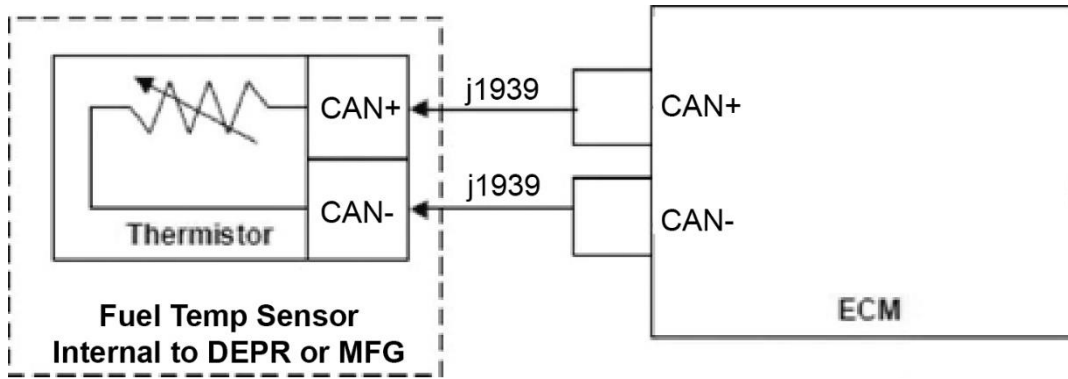 CAN+
j1939
CAN+
CAN-
j1939
CAN-
Thermistor
Fuel Temp Sensor
Internal to DEPR or MFG
ECM